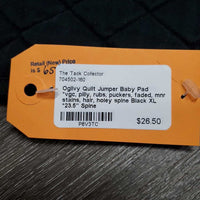 Retail (New) Price
is $ 65
The Tack Collector
704502-160
Ogilvy Quilt Jumper Baby Pad
*vgc, pilly, rubs, puckers, faded, mnr
stains, hair, holey spine Black XL
*23.5" Spine
$26.50
P6V3TC